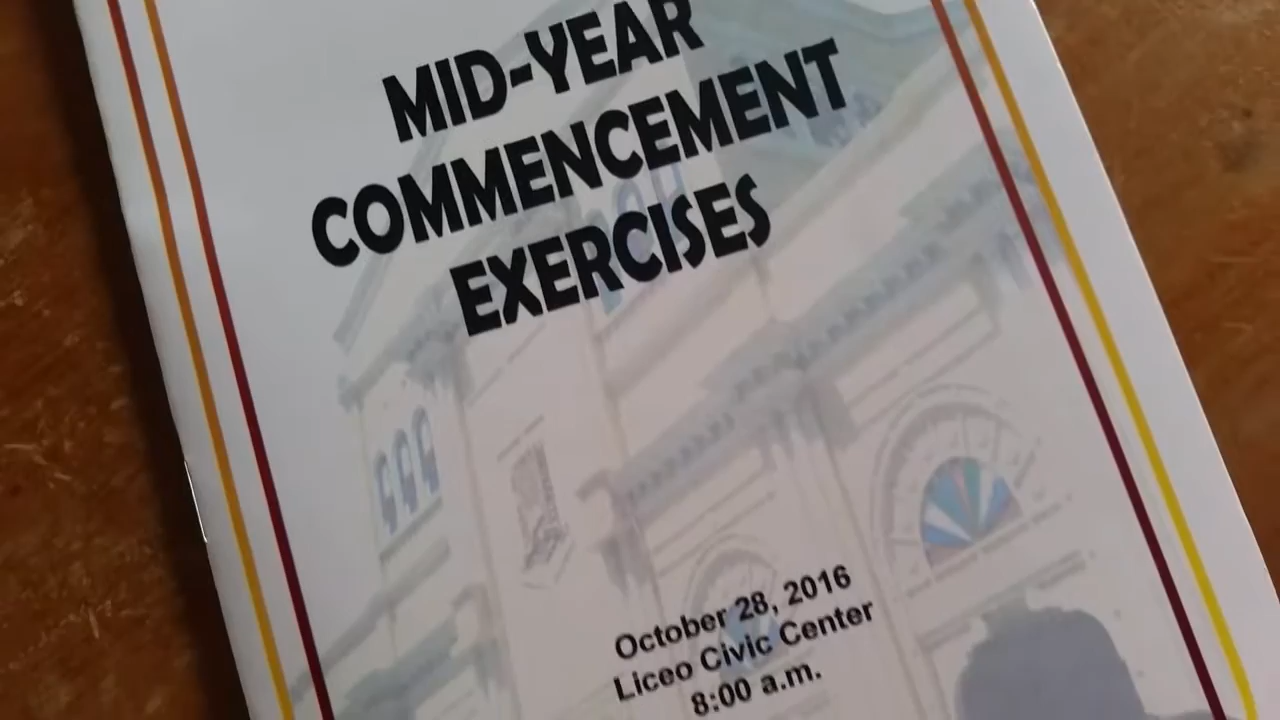 MID-YEAR
COMMENCEMENT
EXERCISES
October 28, 2016
Liceo Civic Center
8:00 a.m.